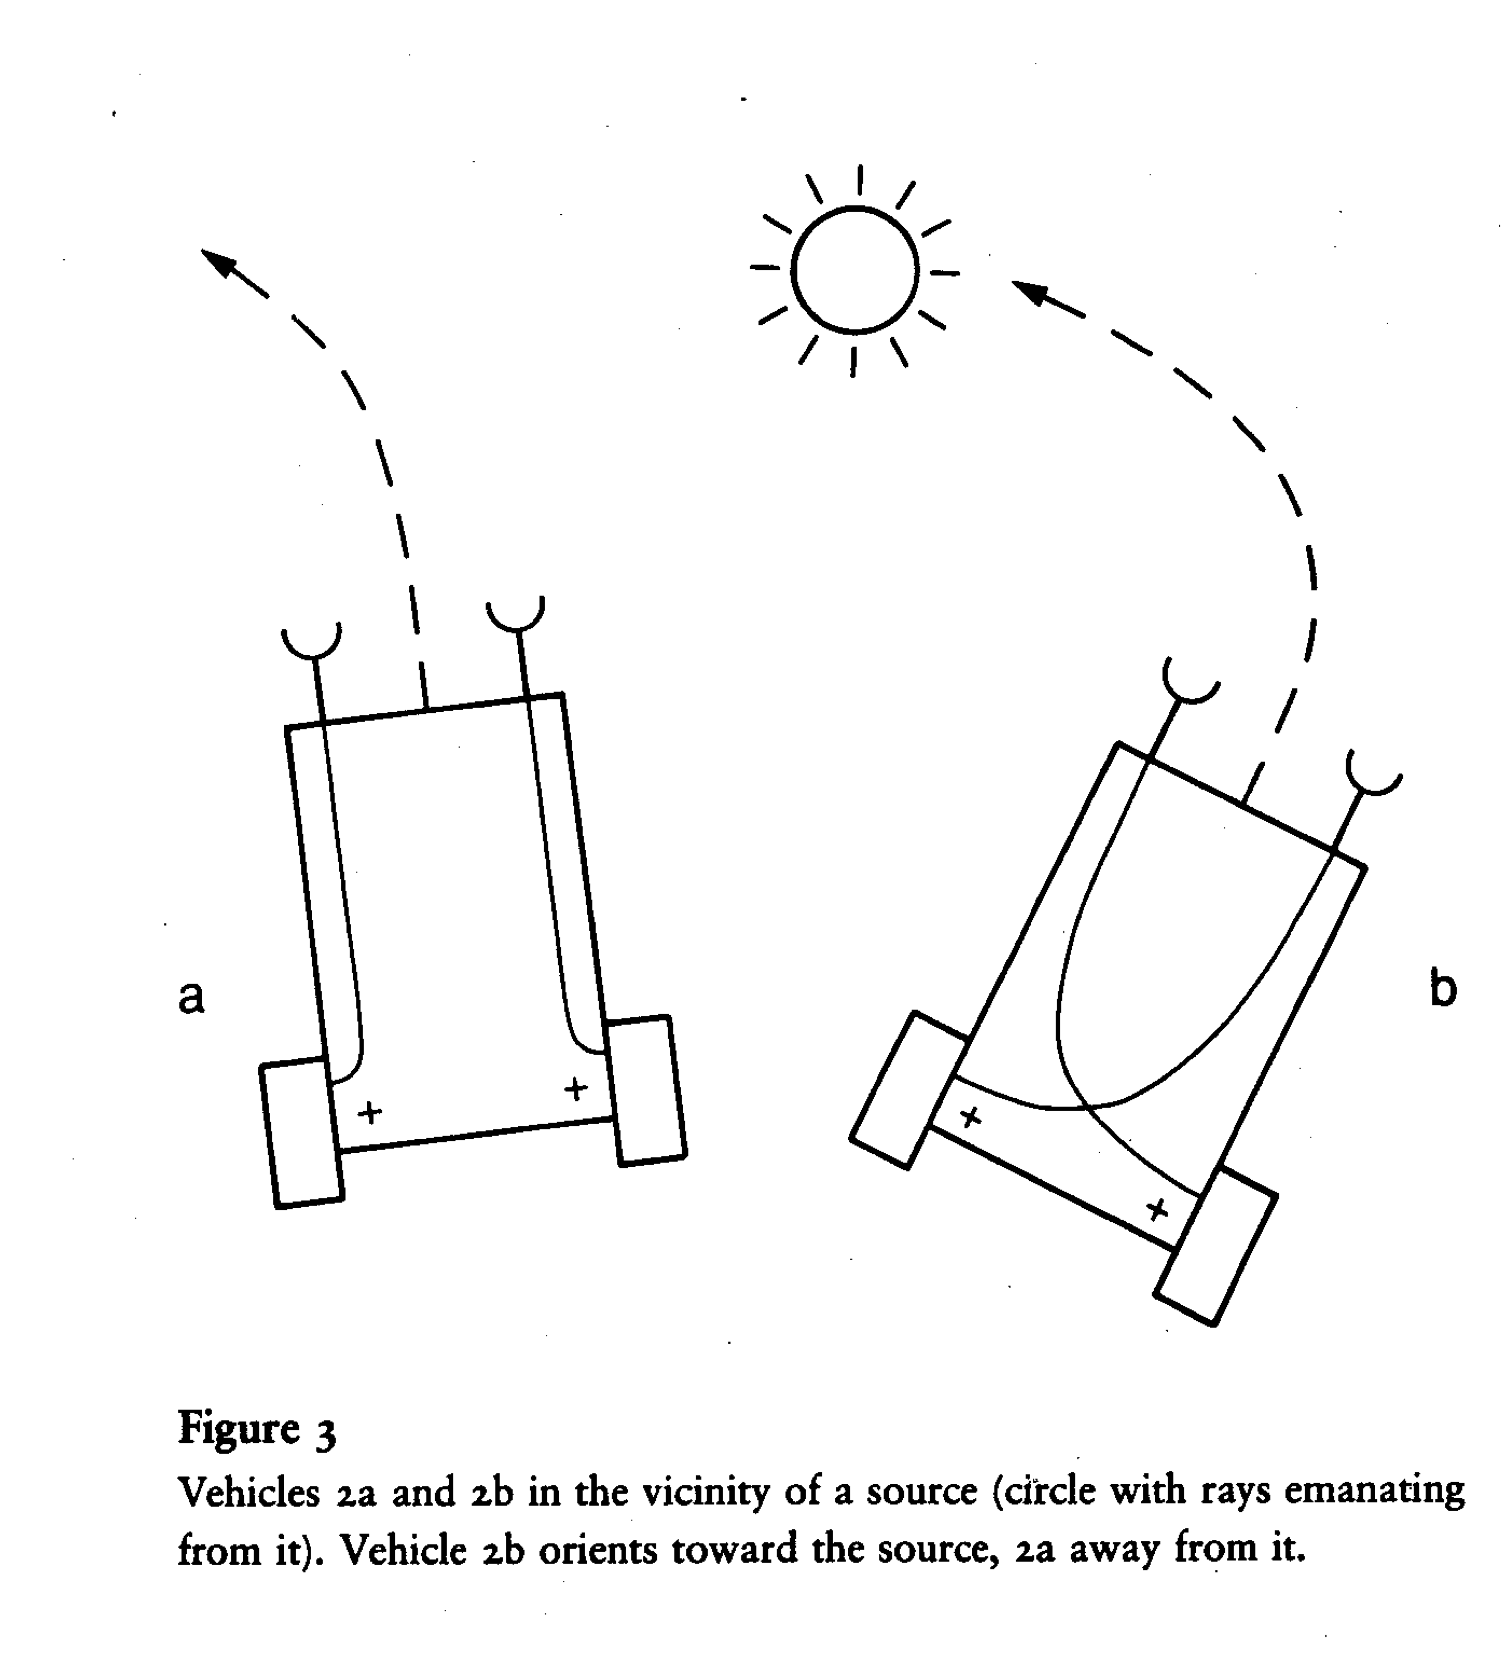 a
b
+
+
+
+
Figure 3
Vehicles 2a and 2b in the vicinity of a source (circle with rays emanating
from it). Vehicle 2b orients toward the source, 2a away from it.